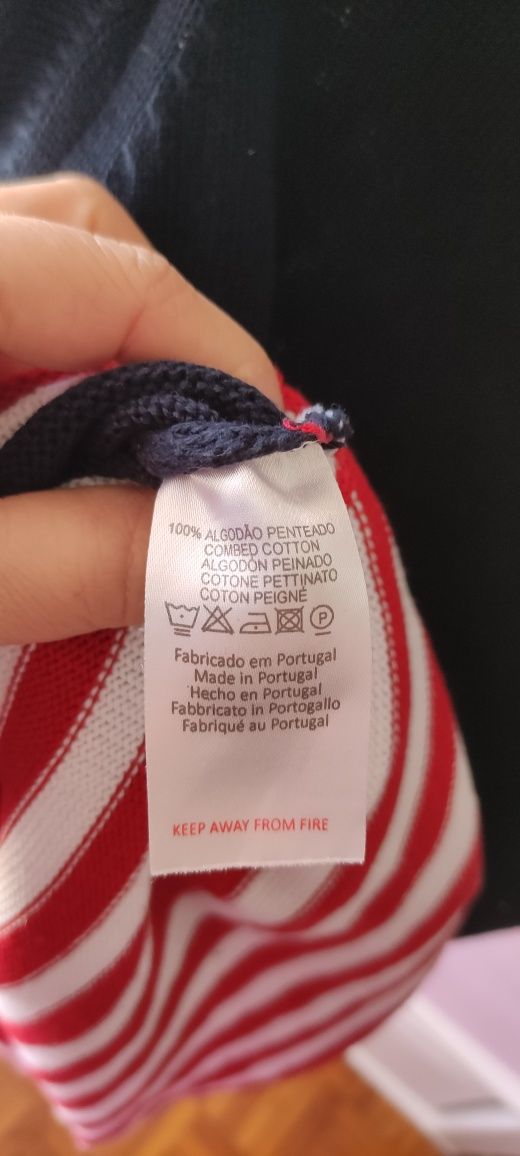 100% ALGODÃO PENTEADO
COMBED COTTON
ALGODÓN PEINADO
COTONE PETTINATO
COTON PEIGNÉ
P
Fabricado em Portugal
Made in Portugal
Hecho en Portugal
Fabbricato in Portogallo
Fabriqué au Portugal
KEEP AWAY FROM FIRE